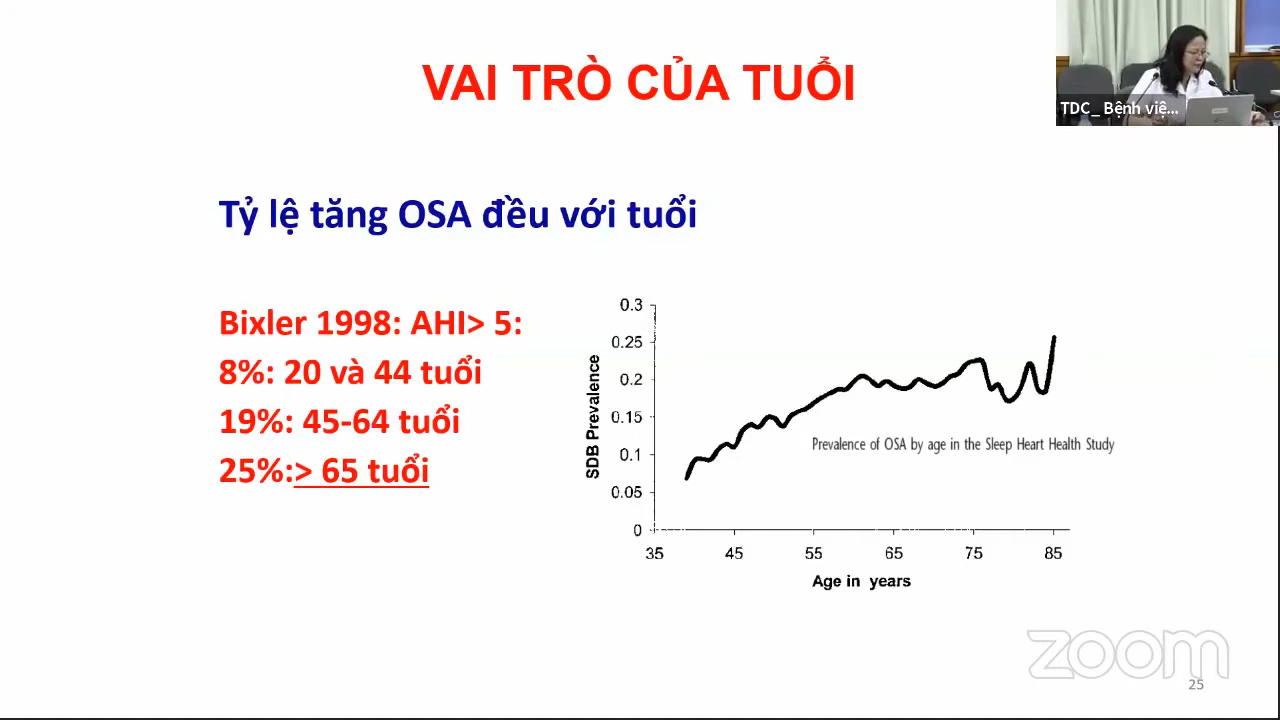 VAI TRÒ CỦA TUỔI
TDC_ Bệnh việ...
Tỷ lệ tăng OSA đều với tuổi
Bixler 1998: AHI> 5:
8%: 20 và 44 tuổi
19%: 45-64 tuổi
25%:> 65 tuổi
0.3
0.25
0.2
0.15
0.1
0.05
0
SDB Prevalence
Prevalence of OSA by age in the Sleep Heart Health Study
35 45 55 65 75 85
Age in years
zoom
25